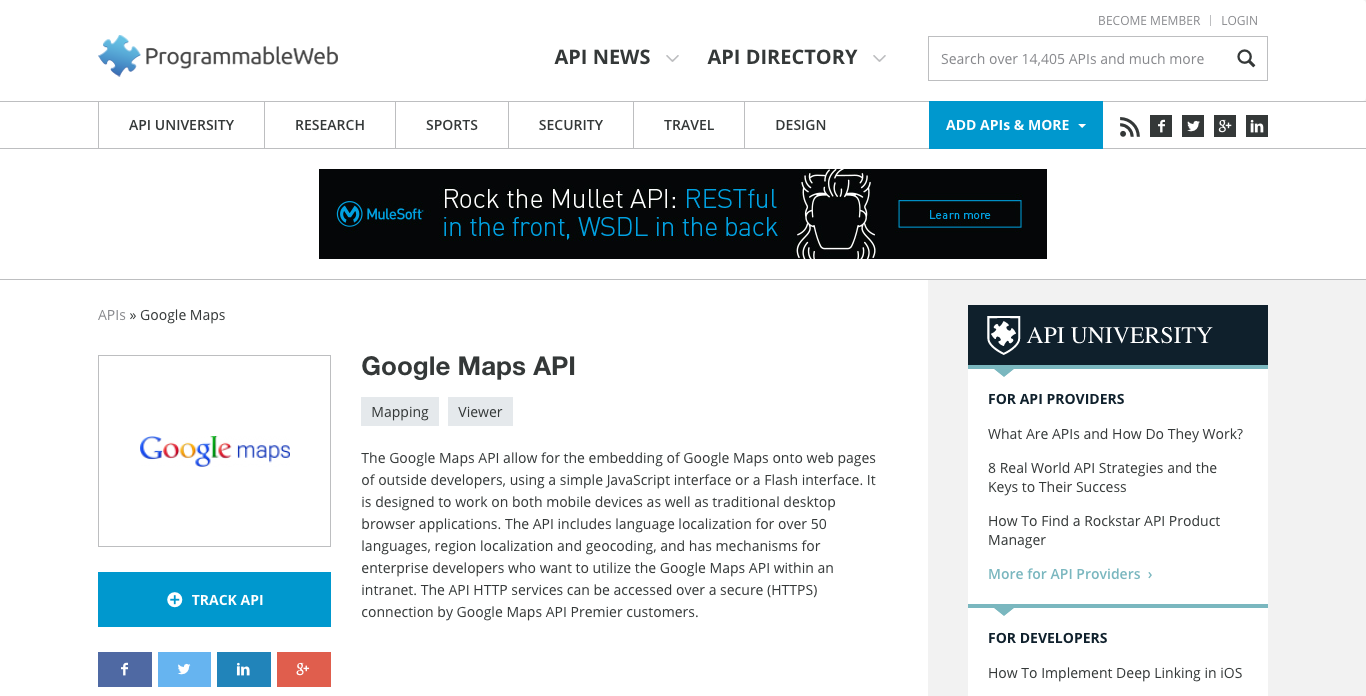 BECOME MEMBER | LOGIN
ProgrammableWeb
API NEWS
API DIRECTORY
Search over 14,405 APIs and much more
API UNIVERSITY
RESEARCH
SPORTS
SECURITY
TRAVEL
DESIGN
ADD APIs & MORE
f
g+
in
MuleSoft
Rock the Mullet API: RESTful
in the front, WSDL in the back
Learn more
APIs » Google Maps
Google maps
TRACK API
f
in
g+
Google Maps API
Mapping
Viewer
The Google Maps API allow for the embedding of Google Maps onto web pages
of outside developers, using a simple JavaScript interface or a Flash interface. It
is designed to work on both mobile devices as well as traditional desktop
browser applications. The API includes language localization for over 50
languages, region localization and geocoding, and has mechanisms for
enterprise developers who want to utilize the Google Maps API within an
intranet. The API HTTP services can be accessed over a secure (HTTPS)
connection by Google Maps API Premier customers.
API UNIVERSITY
FOR API PROVIDERS
What Are APIs and How Do They Work?
8 Real World API Strategies and the
Keys to Their Success
How To Find a Rockstar API Product
Manager
More for API Providers ›
FOR DEVELOPERS
How To Implement Deep Linking in iOS